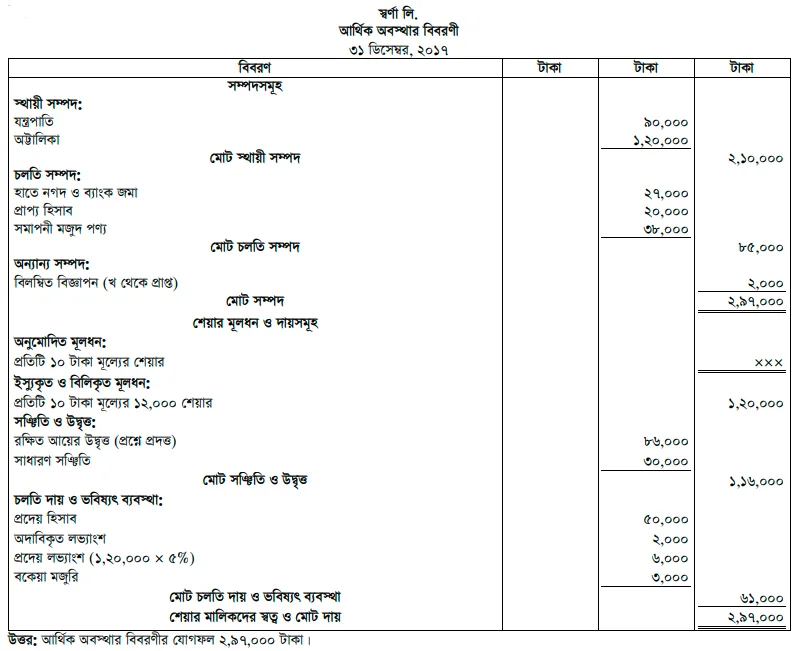 স্বর্ণা লি.
আর্থিক অবস্থার বিবরণী
৩১ ডিসেম্বর, ২০১৭
বিবরণ টাকা টাকা টাকা
সম্পদসমূহ
স্থায়ী সম্পদ:
যন্ত্রপাতি ৯০,০০০
অট্টালিকা ১,২০,০০০
মোট স্থায়ী সম্পদ ২,১০,০০০
চলতি সম্পদ:
হাতে নগদ ও ব্যাংক জমা ২৭,০০০
প্রাপ্য হিসাব ২০,০০০
সমাপনী মজুদ পণ্য ৩৮,০০০
মোট চলতি সম্পদ ৮৫,০০০
অন্যান্য সম্পদ:
বিলম্বিত বিজ্ঞাপন (খ থেকে প্রাপ্ত) ২,০০০
মোট সম্পদ ২,৯৭,০০০
শেয়ার মূলধন ও দায়সমূহ
অনুমোদিত মূলধন:
প্রতিটি ১০ টাকা মূল্যের শেয়ার ×××
ইস্যুকৃত ও বিলিকৃত মূলধন:
প্রতিটি ১০ টাকা মূল্যের ১২,০০০ শেয়ার ১,২০,০০০
সঞ্চিতি ও উদ্বৃত্ত:
রক্ষিত আয়ের উদ্বৃত্ত (প্রশ্নে প্রদত্ত) ৮৬,০০০
সাধারণ সঞ্চিতি ৩০,০০০
মোট সঞ্চিতি ও উদ্বৃত্ত ১,১৬,০০০
চলতি দায় ও ভবিষ্যৎ ব্যবস্থা:
প্রদেয় হিসাব ৫০,০০০
অদাবিকৃত লভ্যাংশ ২,০০০
প্রদেয় লভ্যাংশ (১,২০,০০০ × ৫%) ৬,০০০
বকেয়া মজুরি ৩,০০০
মোট চলতি দায় ও ভবিষ্যৎ ব্যবস্থা ৬১,০০০
শেয়ার মালিকদের স্বত্ব ও মোট দায় ২,৯৭,০০০
উত্তর: আর্থিক অবস্থার বিবরণীর যোগফল ২,৯৭,০০০ টাকা।